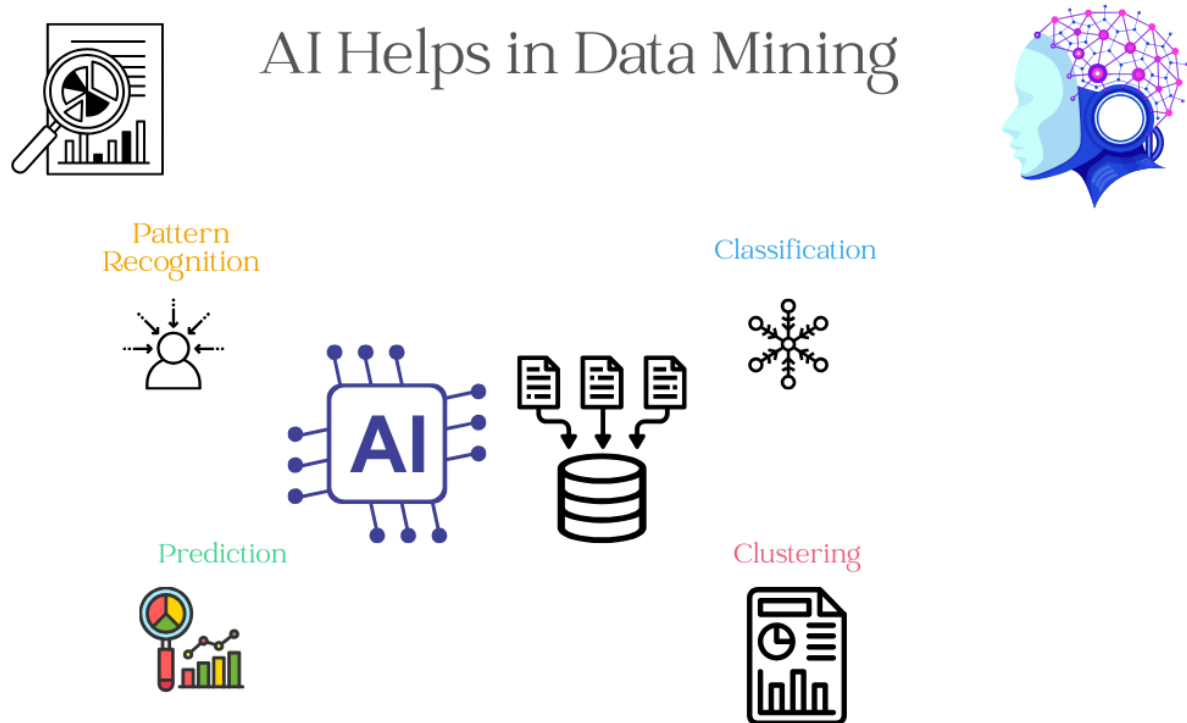 AI Helps in Data Mining
Pattern
Recognition
Classification
AI
Prediction
Clustering